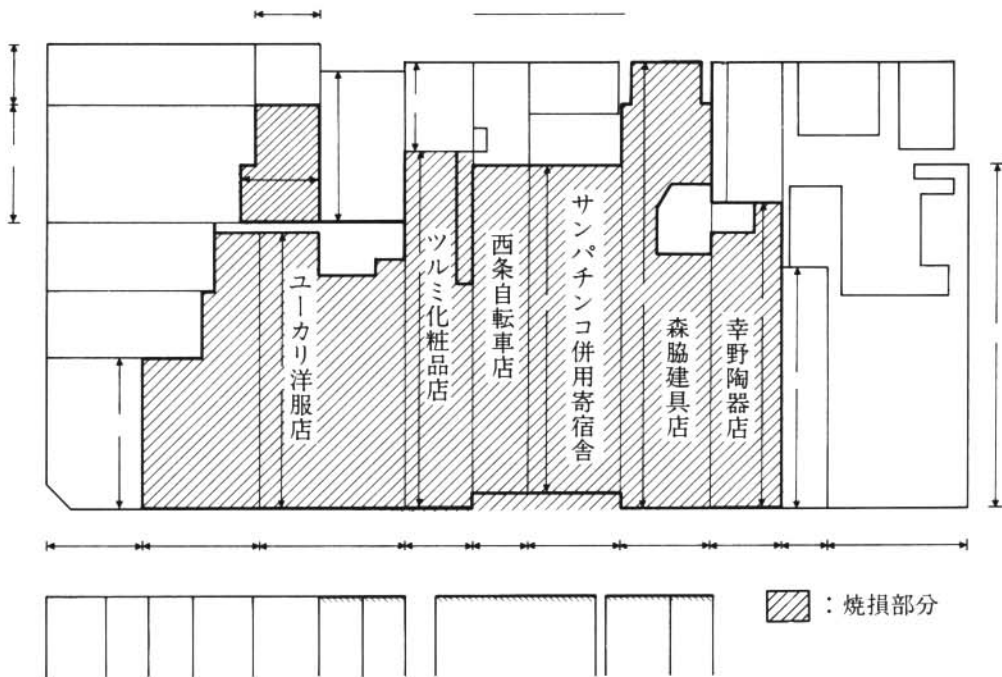 ユーカリ洋服店
ツルミ化粧品店
西条自転車店
サンパチンコ併用寄宿舎
森脇建具店
幸野陶器店
：焼損部分